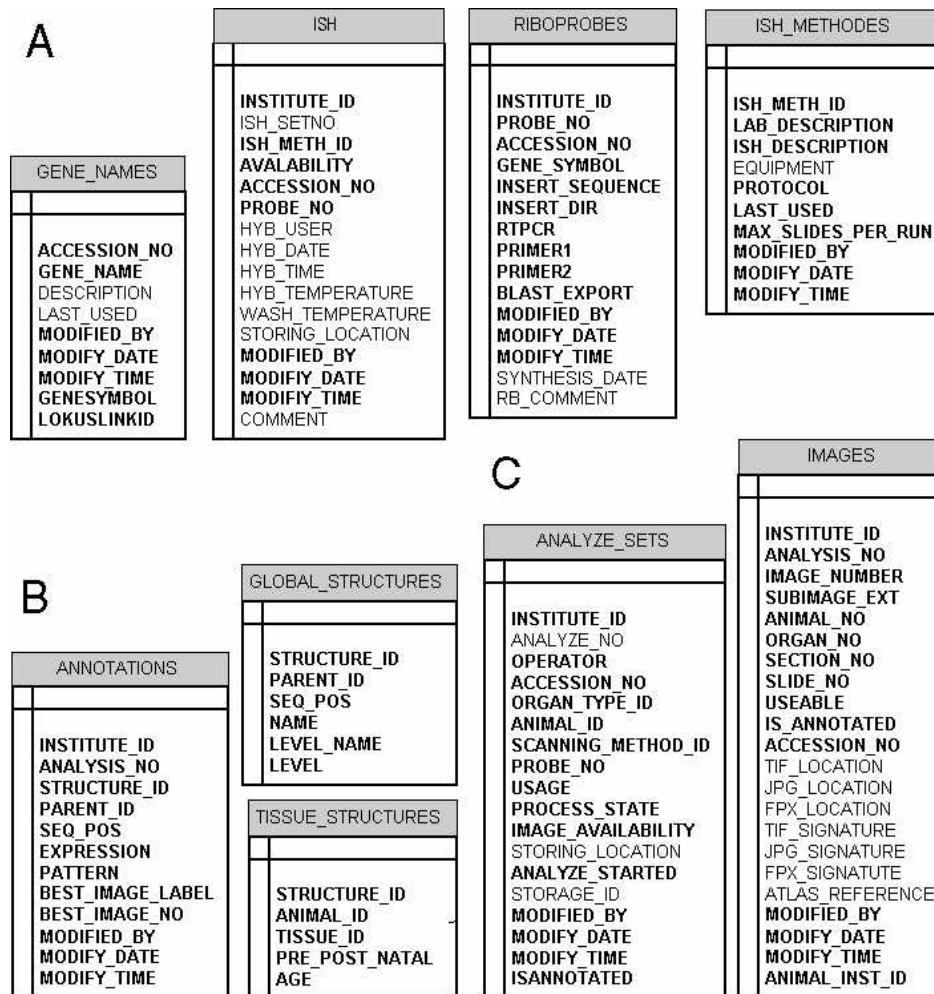 A
GENE_NAMES
ACCESSION_NO
GENE_NAME
DESCRIPTION
LAST_USED
MODIFIED_BY
MODIFY_DATE
MODIFY_TIME
GENESYMBOL
LOKUSLINKID
ISH
INSTITUTE_ID
ISH_SETNO
ISH_METH_ID
AVALABILITY
ACCESSION_NO
PROBE_NO
HYB_USER
HYB_DATE
HYB_TIME
HYB_TEMPERATURE
WASH_TEMPERATURE
STORING_LOCATION
MODIFIED_BY
MODIFIY_DATE
MODIFIY_TIME
COMMENT
RIBOPROBES
INSTITUTE_ID
PROBE_NO
ACCESSION_NO
GENE_SYMBOL
INSERT_SEQUENCE
INSERT_DIR
RTPCR
PRIMER1
PRIMER2
BLAST_EXPORT
MODIFIED_BY
MODIFY_DATE
MODIFY_TIME
SYNTHESIS_DATE
RB_COMMENT
ISH_METHODES
ISH_METH_ID
LAB_DESCRIPTION
ISH_DESCRIPTION
EQUIPMENT
PROTOCOL
LAST_USED
MAX_SLIDES_PER_RUN
MODIFIED_BY
MODIFY_DATE
MODIFY_TIME
B
ANNOTATIONS
INSTITUTE_ID
ANALYSIS_NO
STRUCTURE_ID
PARENT_ID
SEQ_POS
EXPRESSION
PATTERN
BEST_IMAGE_LABEL
BEST_IMAGE_NO
MODIFIED_BY
MODIFY_DATE
MODIFY_TIME
GLOBAL_STRUCTURES
STRUCTURE_ID
PARENT_ID
SEQ_POS
NAME
LEVEL_NAME
LEVEL
TISSUE_STRUCTURES
STRUCTURE_ID
ANIMAL_ID
TISSUE_ID
PRE_POST_NATAL
AGE
C
ANALYZE_SETS
INSTITUTE_ID
ANALYZE_NO
OPERATOR
ACCESSION_NO
ORGAN_TYPE_ID
ANIMAL_ID
SCANNING_METHOD_ID
PROBE_NO
USAGE
PROCESS_STATE
IMAGE_AVAILABILITY
STORING_LOCATION
ANALYZE_STARTED
STORAGE_ID
MODIFIED_BY
MODIFY_DATE
MODIFY_TIME
ISANNOTATED
IMAGES
INSTITUTE_ID
ANALYSIS_NO
IMAGE_NUMBER
SUBIMAGE_EXT
ANIMAL_NO
ORGAN_NO
SECTION_NO
SLIDE_NO
USEABLE
IS_ANNOTATED
ACCESSION_NO
TIF_LOCATION
JPG_LOCATION
FPX_LOCATION
TIF_SIGNATURE
JPG_SIGNATURE
FPX_SIGNATUTE
ATLAS_REFERENCE
MODIFIED_BY
MODIFY_DATE
MODIFY_TIME
ANIMAL_INST_ID